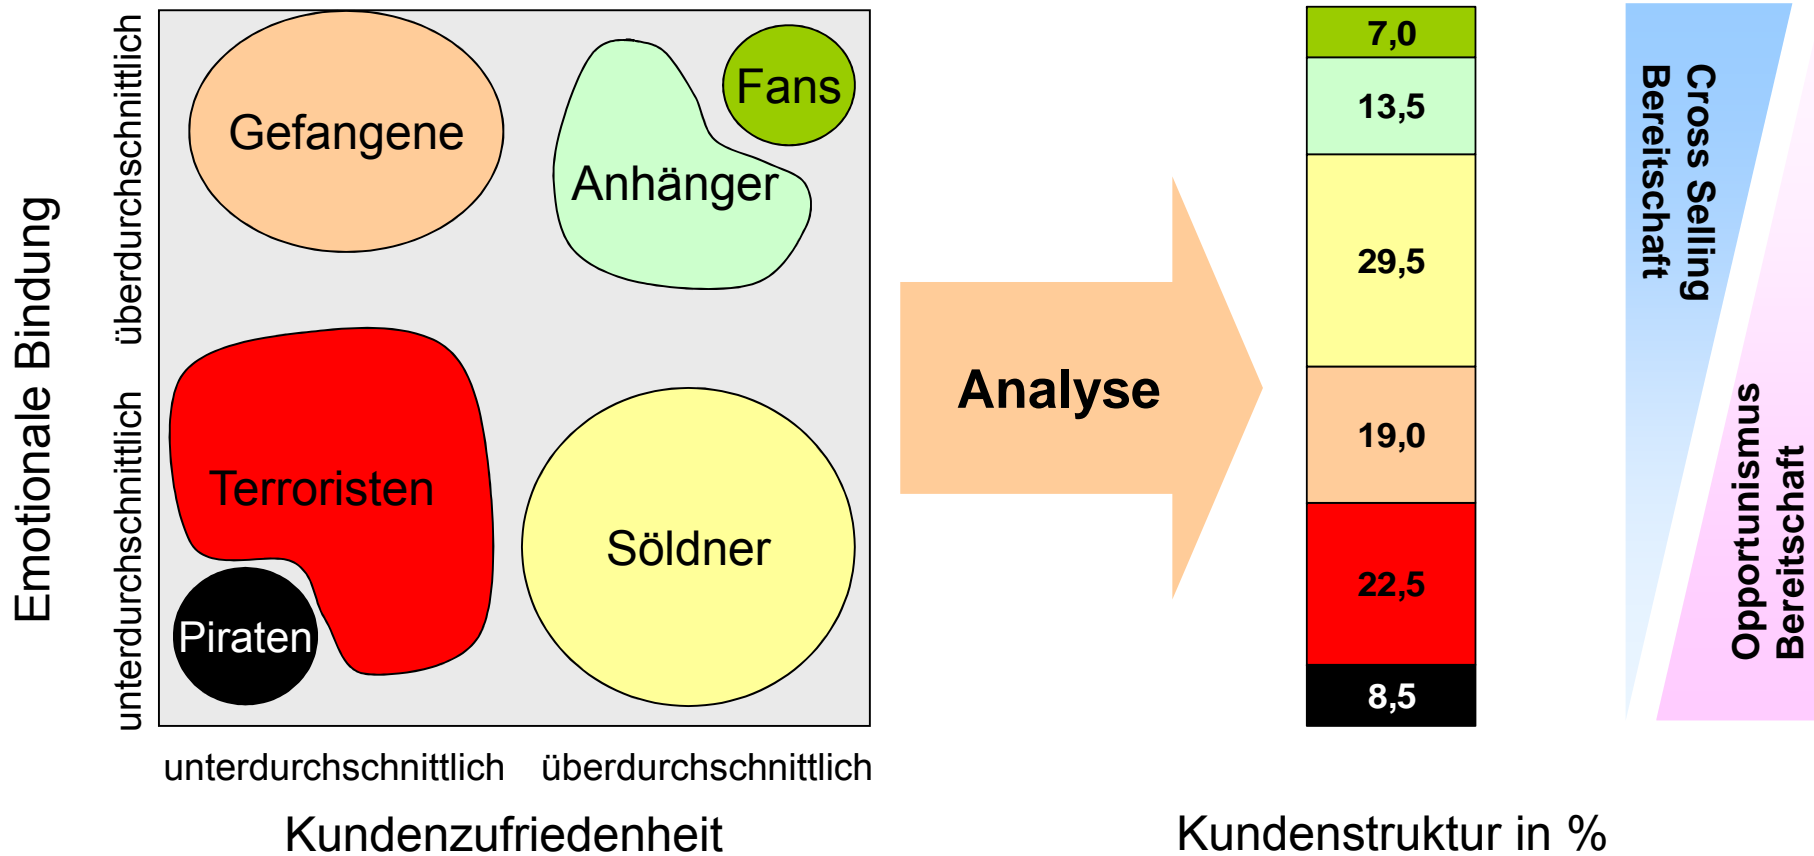 Emotionale Bindung
überdurchschnittlich
unterdurchschnittlich
Gefangene
Fans
Anhänger
Terroristen
Piraten
Söldner
unterdurchschnittlich
überdurchschnittlich
Kundenzufriedenheit
Analyse
7,0
13,5
29,5
19,0
22,5
8,5
Kundenstruktur in %
Cross Selling
Bereitschaft
Opportunismus
Bereitschaft